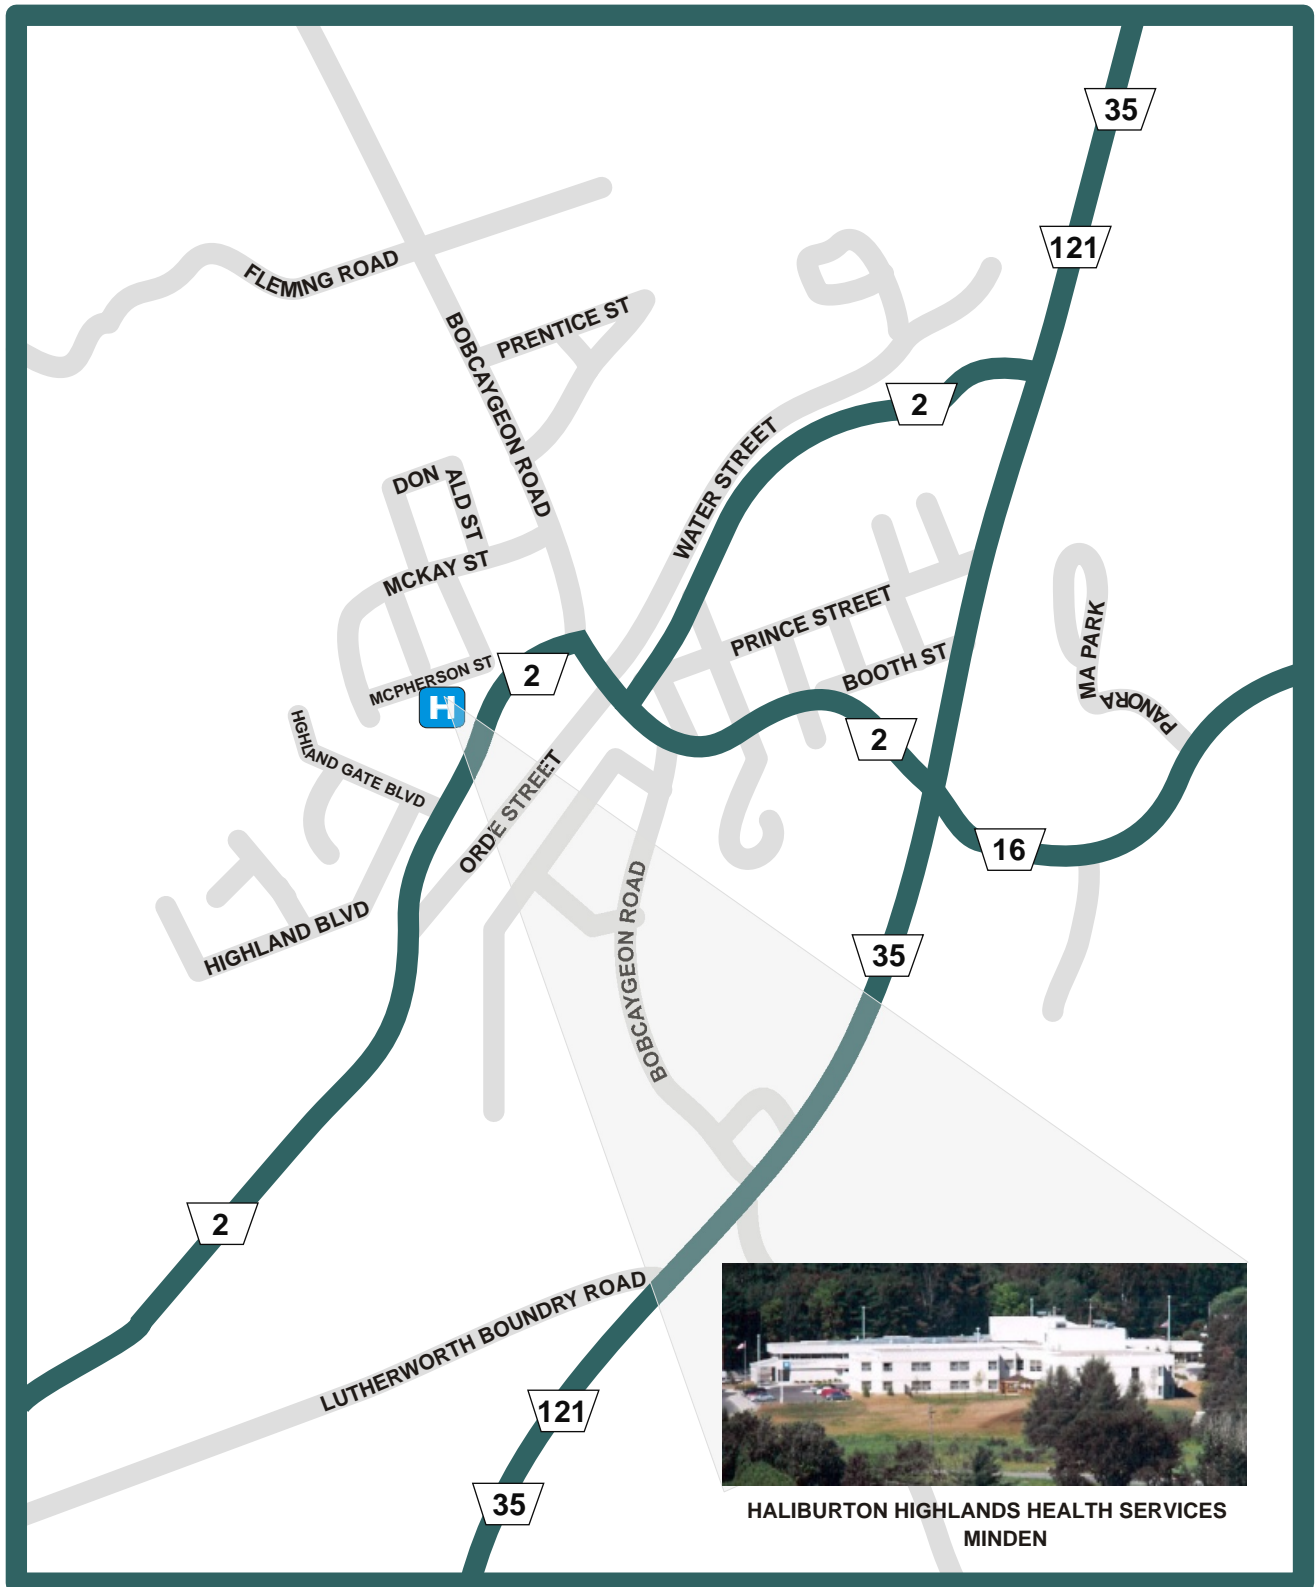 35
121
FLEMING ROAD
PRENTICE ST
BOBCAYGEON ROAD
2
WATER STREET
DON
ALD ST
MCKAY ST
PRINCE STREET
MA PARK
PANORA
BOOTH ST
MCPHERSON ST
2
H
HGHLAND GATE BLVD
2
ORDE STREET
16
BOBCAYGEON ROAD
HIGHLAND BLVD
35
2
LUTHERWORTH BOUNDRY ROAD
121
35
HALIBURTON HIGHLANDS HEALTH SERVICES
MINDEN